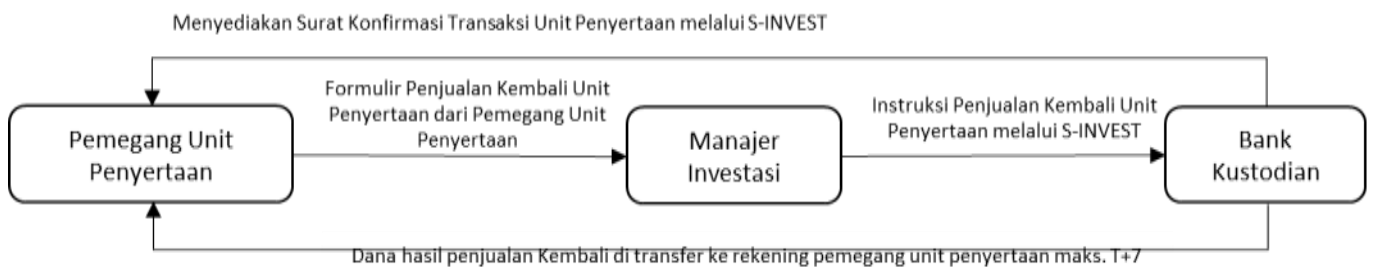 Menyediakan Surat Konfirmasi Transaksi Unit Penyertaan melalui S-INVEST
Formulir Penjualan Kembali Unit
Penyertaan dari Pemegang Unit
Penyertaan
Instruksi Penjualan Kembali Unit
Penyertaan melalui S-INVEST
Pemegang Unit
Penyertaan
Manajer
Investasi
Bank
Kustodian
Dana hasil penjualan Kembali di transfer ke rekening pemegang unit penyertaan maks. T+7